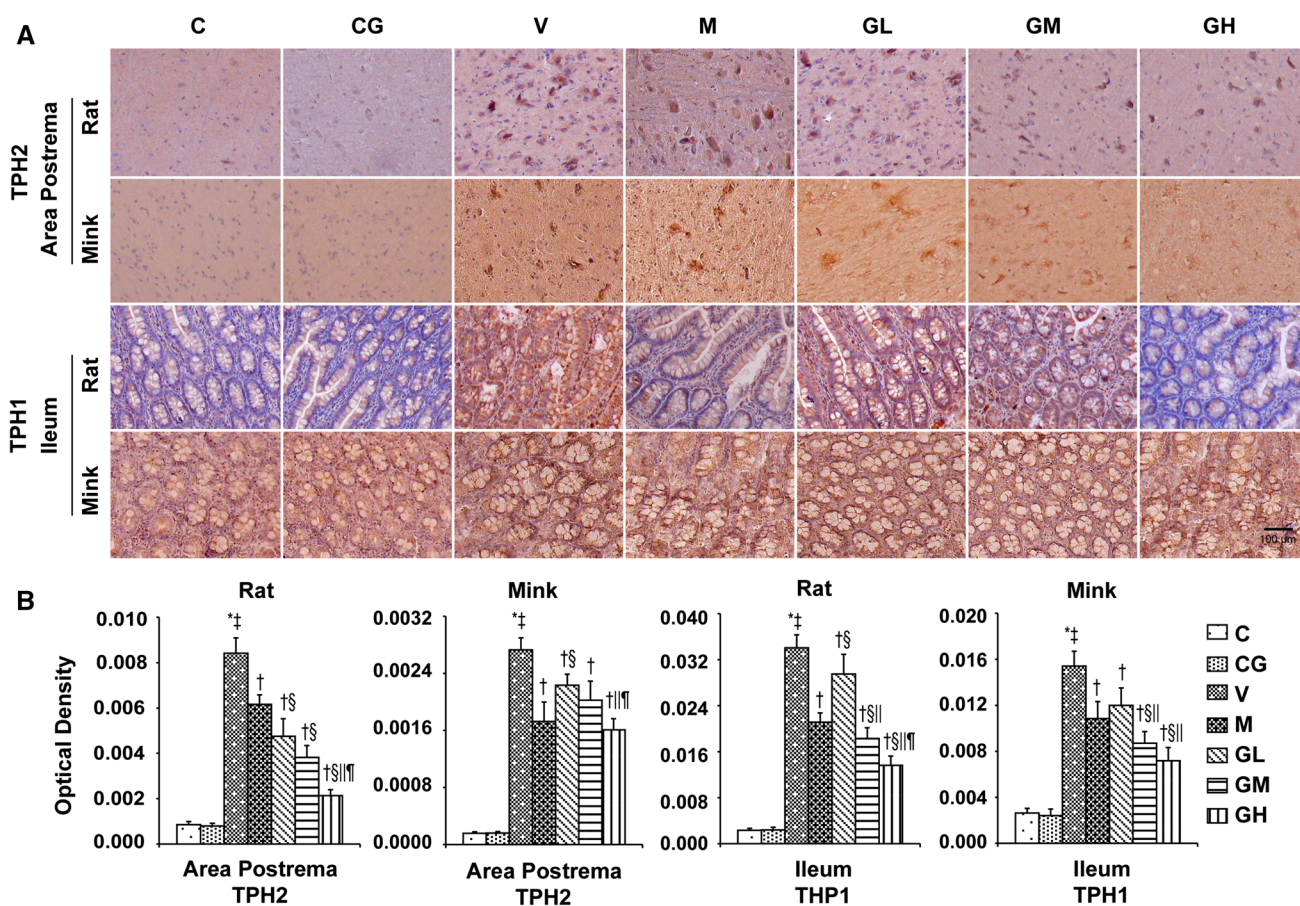 A
C CG V M GL GM GH
TPH2
Area Postrema
Rat
Mink
TPH1
Ileum
Rat
Mink
100 μm
B
Optical Density
Rat
0.010
0.008
0.006
0.004
0.002
0.000
*‡
†
†§
†§
†§||¶
Area Postrema
TPH2
Mink
0.0032
0.0024
0.0016
0.0008
0.0000
*‡
†
†§
†
†||¶
Area Postrema
TPH2
Rat
0.040
0.030
0.024
0.016
0.008
0.000
*‡
†
†§
†§||
†§||¶
Ileum
THP1
Mink
0.020
0.016
0.012
0.008
0.004
0.000
*‡
†
†
†§||
†§||
Ileum
TPH1
C
CG
V
M
GL
GM
GH